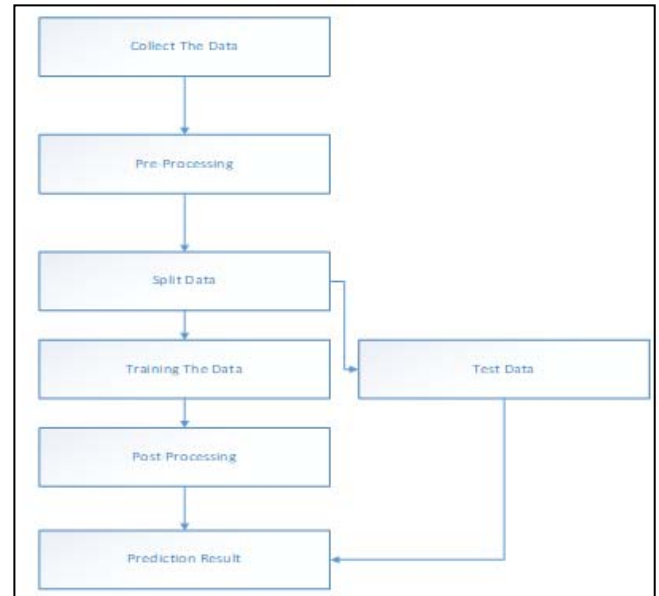 Collect The Data
Pre-Processing
Split Data
Training The Data
Test Data
Post Processing
Prediction Result